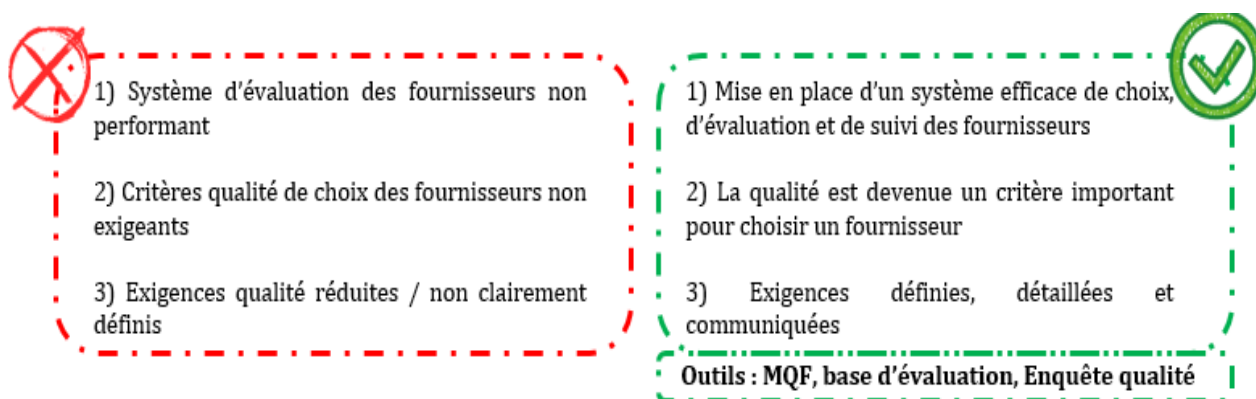 1) Système d'évaluation des fournisseurs non
performant
2) Critères qualité de choix des fournisseurs non
exigeants
3) Exigences qualité réduites / non clairement
définis
1) Mise en place d'un système efficace de choix,
d'évaluation et de suivi des fournisseurs
2) La qualité est devenue un critère important
pour choisir un fournisseur
3) Exigences définies, détaillées et
communiquées
Outils : MQF, base d'évaluation, Enquête qualité